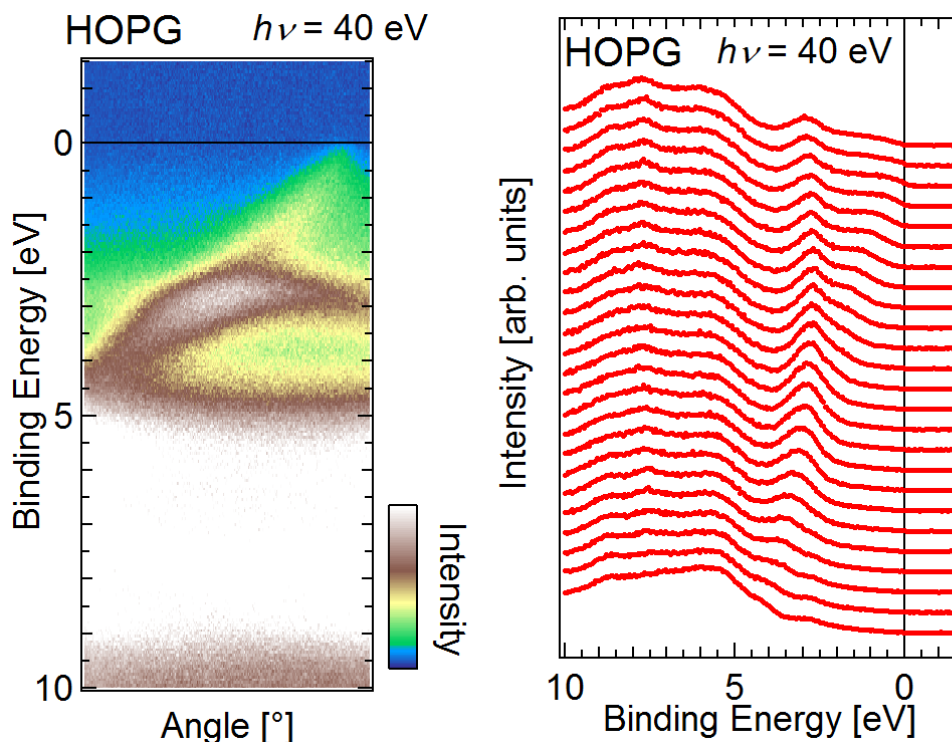 HOPG hν = 40 eV
0
5
10
Binding Energy [eV]
Angle [°]
Intensity
HOPG hν = 40 eV
Intensity [arb. units]
10 5 0
Binding Energy [eV]